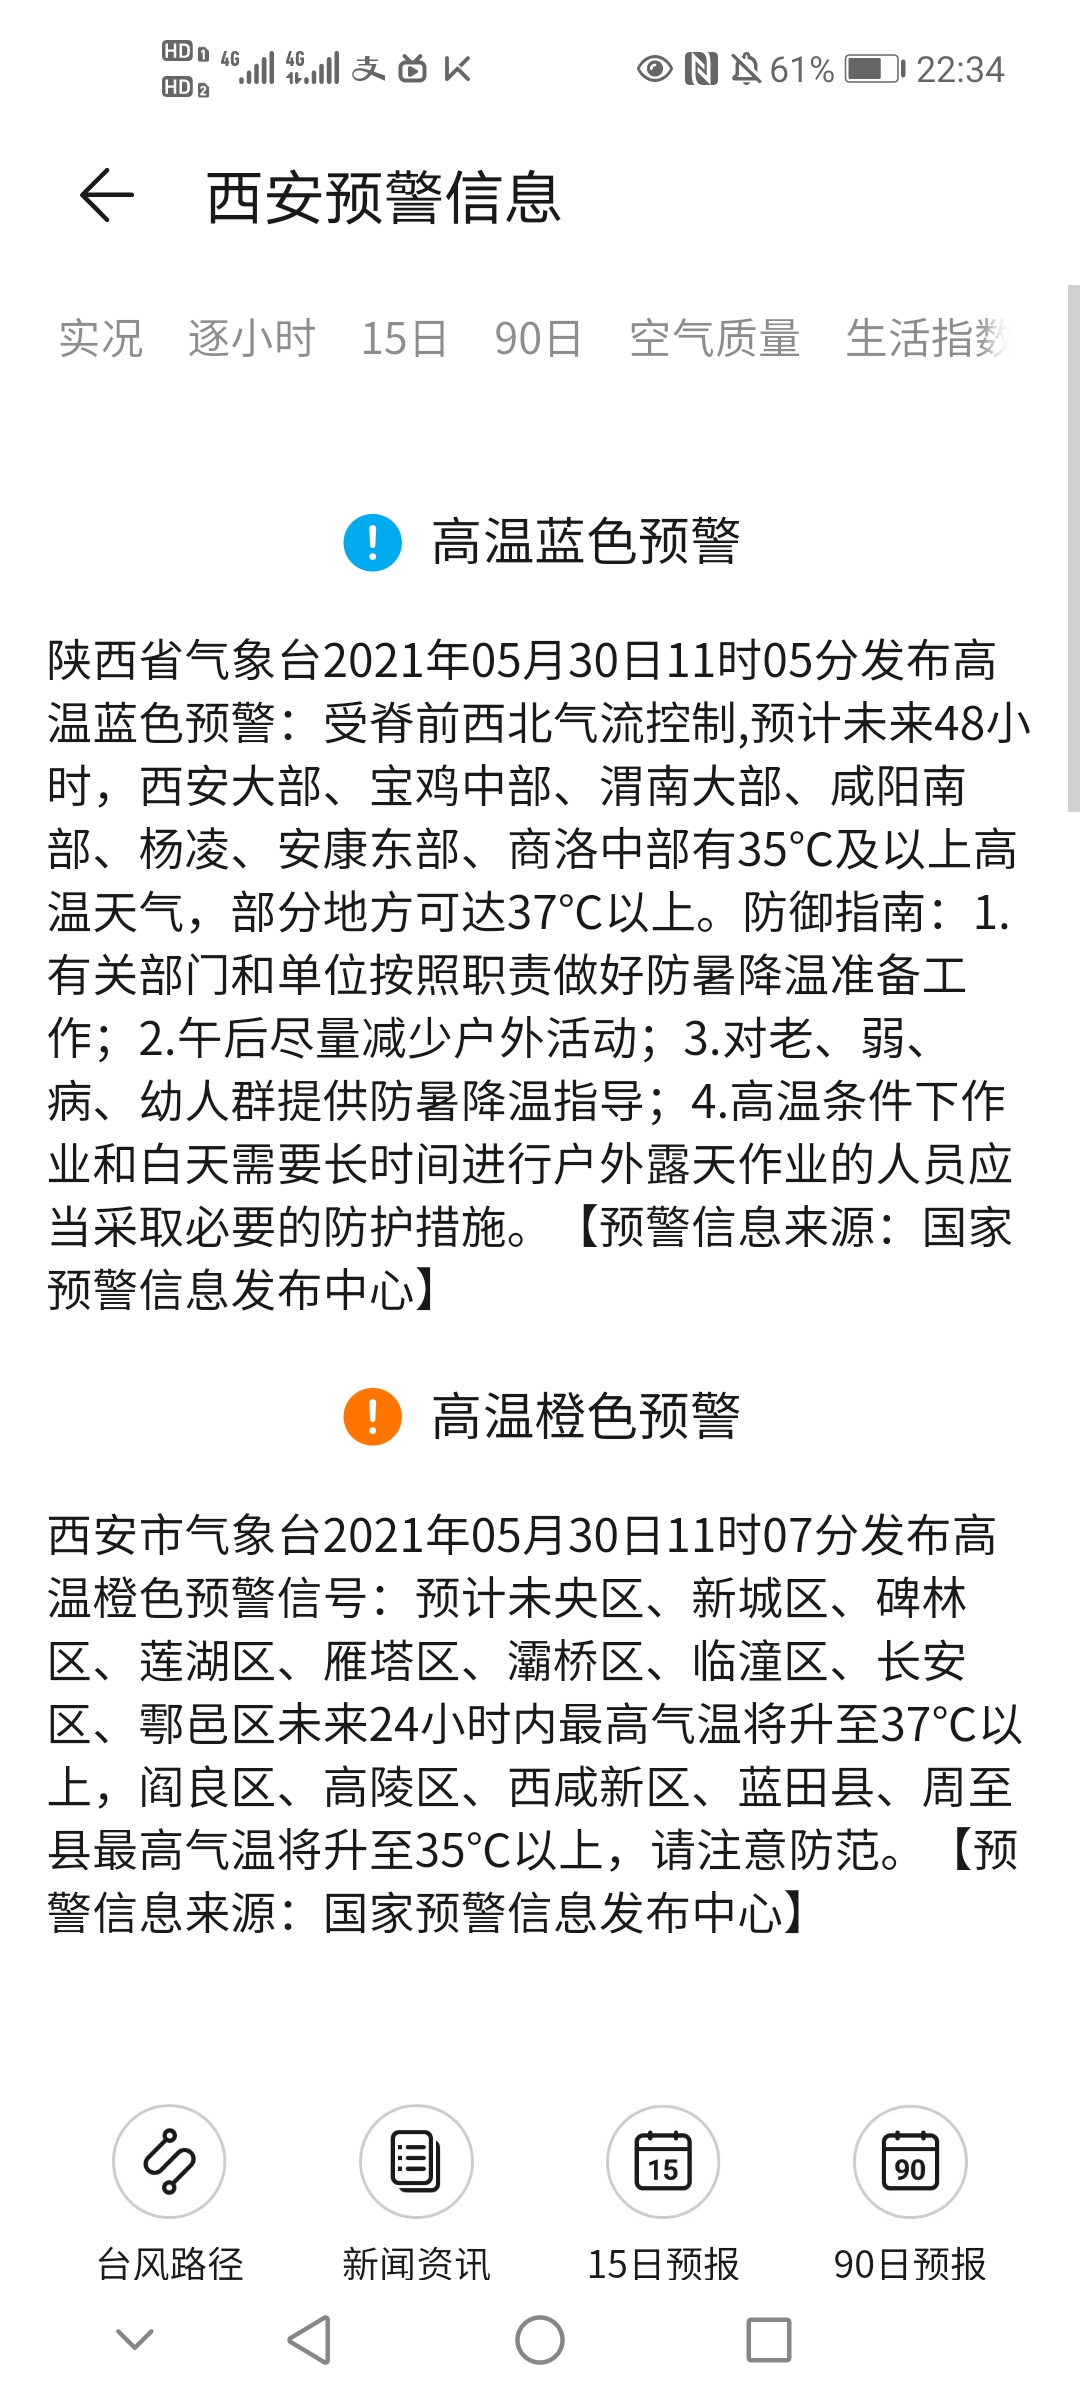 HD 1 4G 4G 支 61% 22:34
HD 2
西安预警信息
实况 逐小时 15日 90日 空气质量 生活指数
高温蓝色预警
陕西省气象台2021年05月30日11时05分发布高
温蓝色预警：受脊前西北气流控制,预计未来48小
时，西安大部、宝鸡中部、渭南大部、咸阳南
部、杨凌、安康东部、商洛中部有35℃及以上高
温天气，部分地方可达37℃以上。防御指南：1.
有关部门和单位按照职责做好防暑降温准备工
作；2.午后尽量减少户外活动；3.对老、弱、
病、幼人群提供防暑降温指导；4.高温条件下作
业和白天需要长时间进行户外露天作业的人员应
当采取必要的防护措施。【预警信息来源：国家
预警信息发布中心】
高温橙色预警
西安市气象台2021年05月30日11时07分发布高
温橙色预警信号：预计未央区、新城区、碑林
区、莲湖区、雁塔区、灞桥区、临潼区、长安
区、鄠邑区未来24小时内最高气温将升至37℃以
上，阎良区、高陵区、西咸新区、蓝田县、周至
县最高气温将升至35℃以上，请注意防范。【预
警信息来源：国家预警信息发布中心】
15 90
台风路径 新闻资讯 15日预报 90日预报